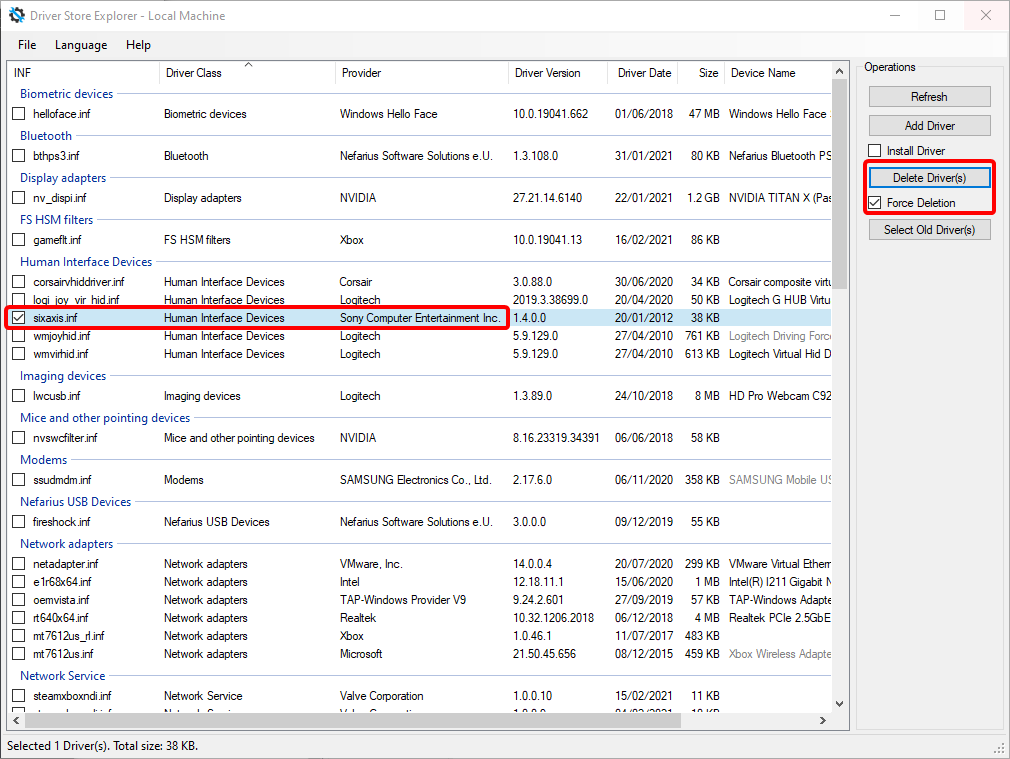 Driver Store Explorer - Local Machine
File Language Help
INF Driver Class Provider Driver Version Driver Date Size Device Name
Biometric devices
helloface.inf Biometric devices Windows Hello Face 10.0.19041.662 01/06/2018 47 MB Windows Hello Face
Bluetooth
bthps3.inf Bluetooth Nefarius Software Solutions e.U. 1.3.108.0 31/01/2021 80 KB Nefarius Bluetooth PS
Display adapters
nv_dispi.inf Display adapters NVIDIA 27.21.14.6140 22/01/2021 1.2 GB NVIDIA TITAN X (Pas
FS HSM filters
gameflt.inf FS HSM filters Xbox 10.0.19041.13 16/02/2021 86 KB
Human Interface Devices
corsairvhiddriver.inf Human Interface Devices Corsair 3.0.88.0 30/06/2020 34 KB Corsair composite virtu
logi_joy_vir_hid.inf Human Interface Devices Logitech 2019.3.38699.0 20/04/2020 50 KB Logitech G HUB Virtu
sixaxis.inf Human Interface Devices Sony Computer Entertainment Inc. 1.4.0.0 20/01/2012 38 KB
wmjoyhid.inf Human Interface Devices Logitech 5.9.129.0 27/04/2010 761 KB Logitech Driving Force
wmvirhid.inf Human Interface Devices Logitech 5.9.129.0 27/04/2010 613 KB Logitech Virtual Hid D
Imaging devices
lwcusb.inf Imaging devices Logitech 1.3.89.0 24/10/2018 8 MB HD Pro Webcam C92
Mice and other pointing devices
nvswcfilter.inf Mice and other pointing devices NVIDIA 8.16.23319.34391 06/06/2018 58 KB
Modems
ssudmdm.inf Modems SAMSUNG Electronics Co., Ltd. 2.17.6.0 06/11/2020 358 KB SAMSUNG Mobile US
Nefarius USB Devices
fireshock.inf Nefarius USB Devices Nefarius Software Solutions e.U. 3.0.0.0 09/12/2019 55 KB
Network adapters
netadapter.inf Network adapters VMware, Inc. 14.0.0.4 20/07/2020 299 KB VMware Virtual Ethern
e1r68x64.inf Network adapters Intel 12.18.11.1 15/06/2020 1 MB Intel(R) I211 Gigabit N
oemvista.inf Network adapters TAP-Windows Provider V9 9.24.2.601 27/09/2019 57 KB TAP-Windows Adapte
rt640x64.inf Network adapters Realtek 10.32.1206.2018 06/12/2018 4 MB Realtek PCIe 2.5GbE
mt7612us_rl.inf Network adapters Xbox 1.0.46.1 11/07/2017 483 KB
mt7612us.inf Network adapters Microsoft 21.50.45.656 08/12/2015 459 KB Xbox Wireless Adapte
Network Service
steamxboxndi.inf Network Service Valve Corporation 1.0.0.10 15/02/2021 11 KB
Operations
Refresh
Add Driver
Install Driver
Delete Driver(s)
Force Deletion
Select Old Driver(s)
Selected 1 Driver(s). Total size: 38 KB.